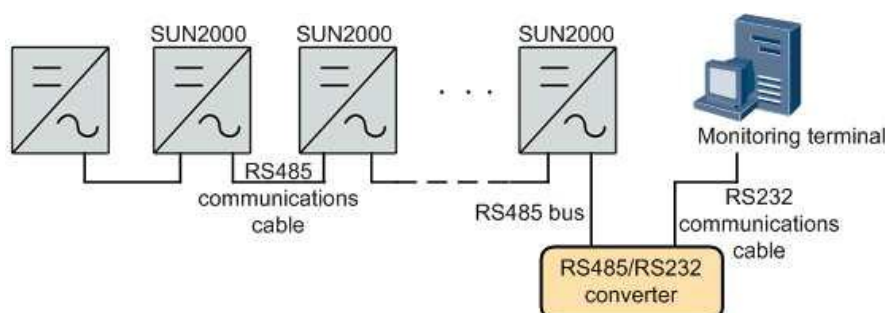 SUN2000
SUN2000
SUN2000
Monitoring terminal
RS485
communications
cable
RS485 bus
RS232
communications
cable
RS485/RS232
converter